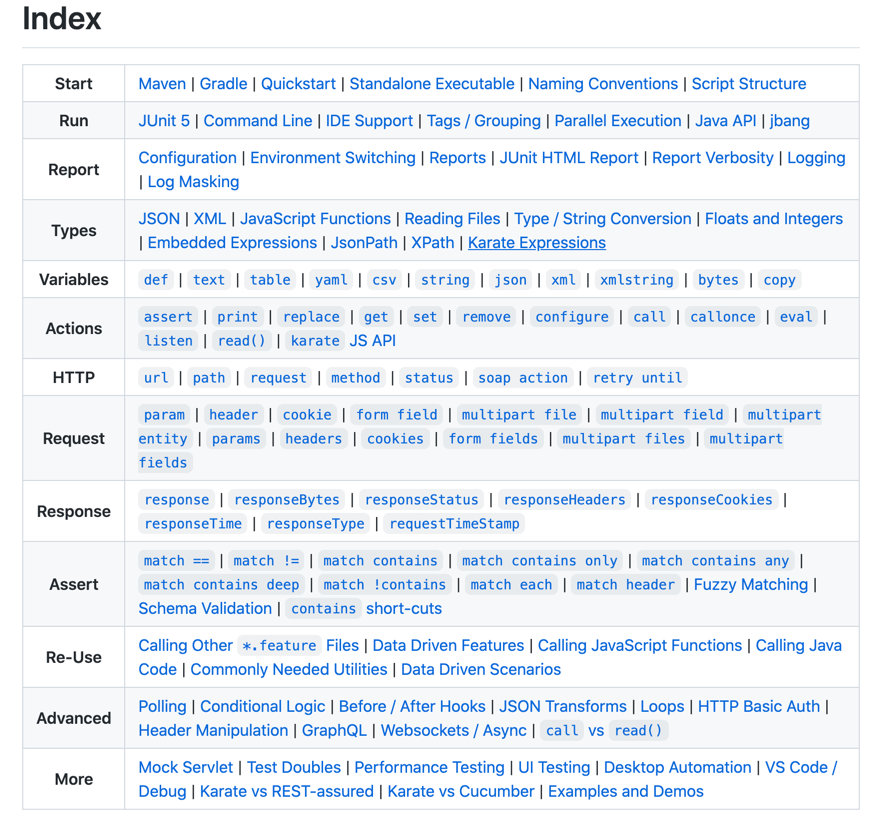 Index
Start
Maven | Gradle | Quickstart | Standalone Executable | Naming Conventions | Script Structure
Run
JUnit 5 | Command Line | IDE Support | Tags / Grouping | Parallel Execution | Java API | jbang
Report
Configuration | Environment Switching | Reports | JUnit HTML Report | Report Verbosity | Logging
| Log Masking
Types
JSON | XML | JavaScript Functions | Reading Files | Type / String Conversion | Floats and Integers
| Embedded Expressions | JsonPath | XPath | Karate Expressions
Variables
def | text | table | yaml | csv | string | json | xml | xmlstring | bytes | copy
Actions
assert | print | replace | get | set | remove | configure | call | callonce | eval |
listen | read() | karate JS API
HTTP
url | path | request | method | status | soap action | retry until
Request
param | header | cookie | form field | multipart file | multipart field | multipart
entity | params | headers | cookies | form fields | multipart files | multipart
fields
Response
response | responseBytes | responseStatus | responseHeaders | responseCookies |
responseTime | responseType | requestTimeStamp
Assert
match == | match != | match contains | match contains only | match contains any |
match contains deep | match !contains | match each | match header | Fuzzy Matching |
Schema Validation | contains short-cuts
Re-Use
Calling Other *.feature Files | Data Driven Features | Calling JavaScript Functions | Calling Java
Code | Commonly Needed Utilities | Data Driven Scenarios
Advanced
Polling | Conditional Logic | Before / After Hooks | JSON Transforms | Loops | HTTP Basic Auth |
Header Manipulation | GraphQL | Websockets / Async | call vs read()
More
Mock Servlet | Test Doubles | Performance Testing | UI Testing | Desktop Automation | VS Code /
Debug | Karate vs REST-assured | Karate vs Cucumber | Examples and Demos